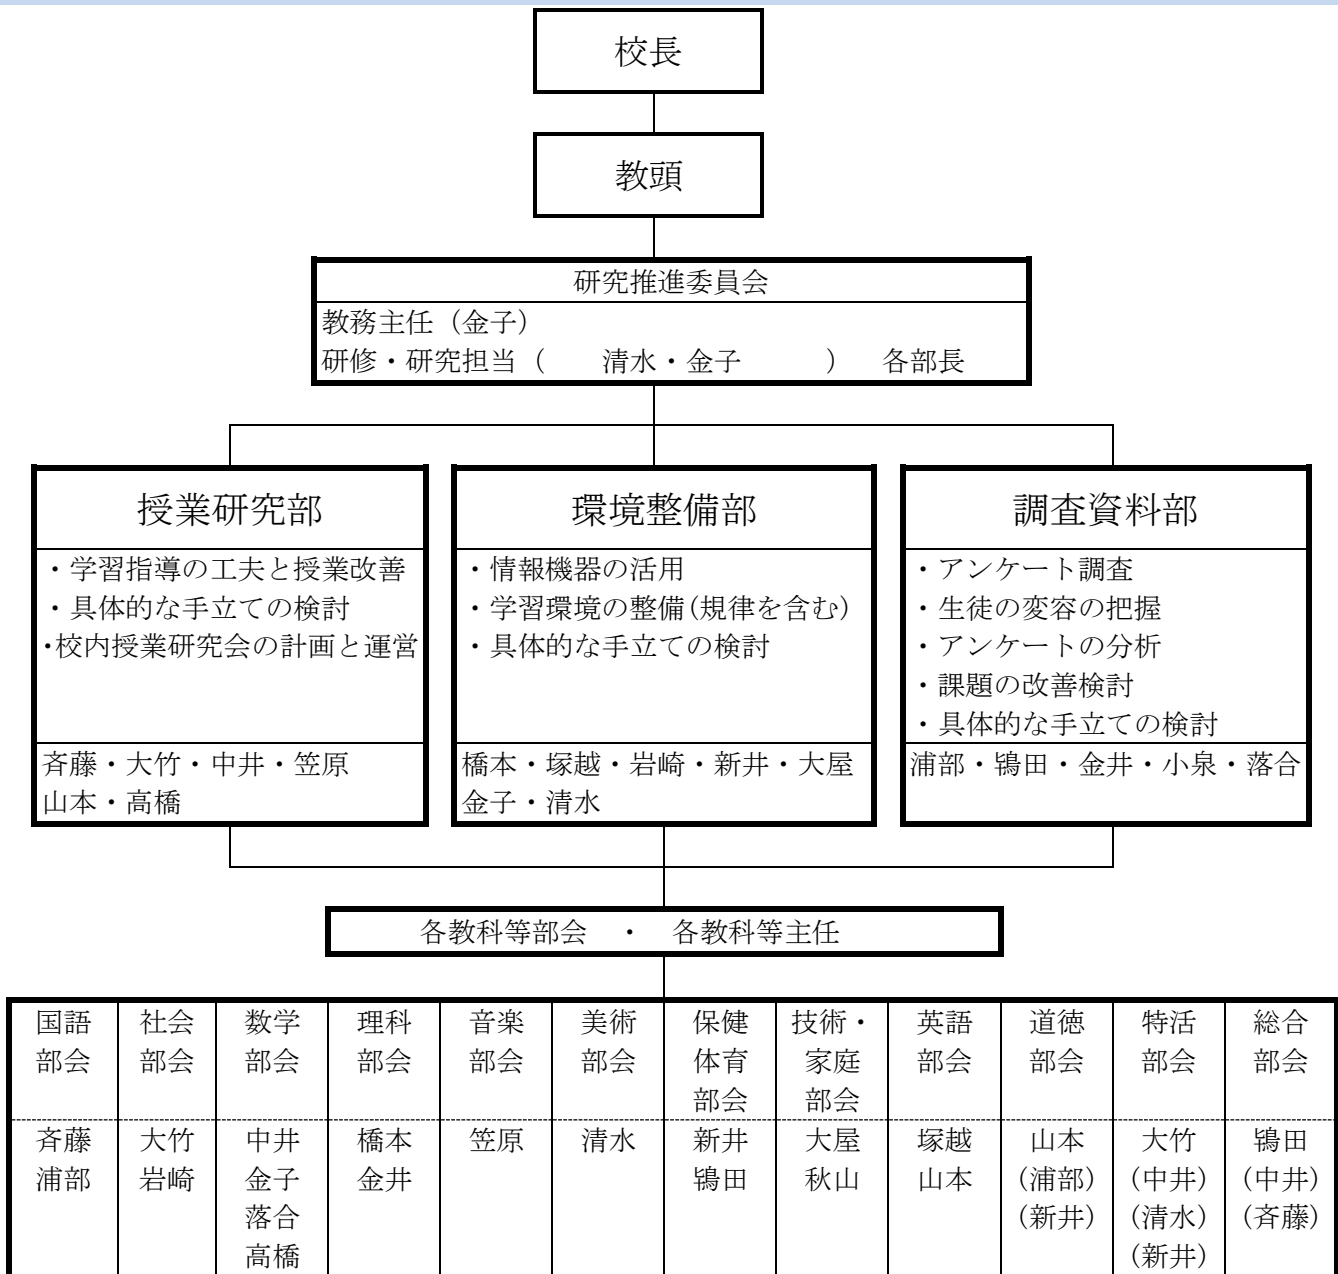 校長
教頭
研究推進委員会
教務主任（金子）
研修・研究担当（　　清水・金子　　　）　各部長
授業研究部
・学習指導の工夫と授業改善
・具体的な手立ての検討
・校内授業研究会の計画と運営
斉藤・大竹・中井・笠原
山本・高橋
環境整備部
・情報機器の活用
・学習環境の整備(規律を含む)
・具体的な手立ての検討
橋本・塚越・岩崎・新井・大屋
金子・清水
調査資料部
・アンケート調査
・生徒の変容の把握
・アンケートの分析
・課題の改善検討
・具体的な手立ての検討
浦部・鴇田・金井・小泉・落合
各教科等部会　・　各教科等主任
国語
部会
斉藤
浦部
社会
部会
大竹
岩崎
数学
部会
中井
金子
落合
高橋
理科
部会
橋本
金井
音楽
部会
笠原
美術
部会
清水
保健
体育
部会
新井
鴇田
技術・
家庭
部会
大屋
秋山
英語
部会
塚越
山本
道徳
部会
山本
(浦部)
(新井)
特活
部会
大竹
(中井)
(清水)
(新井)
総合
部会
鴇田
(中井)
(斉藤)